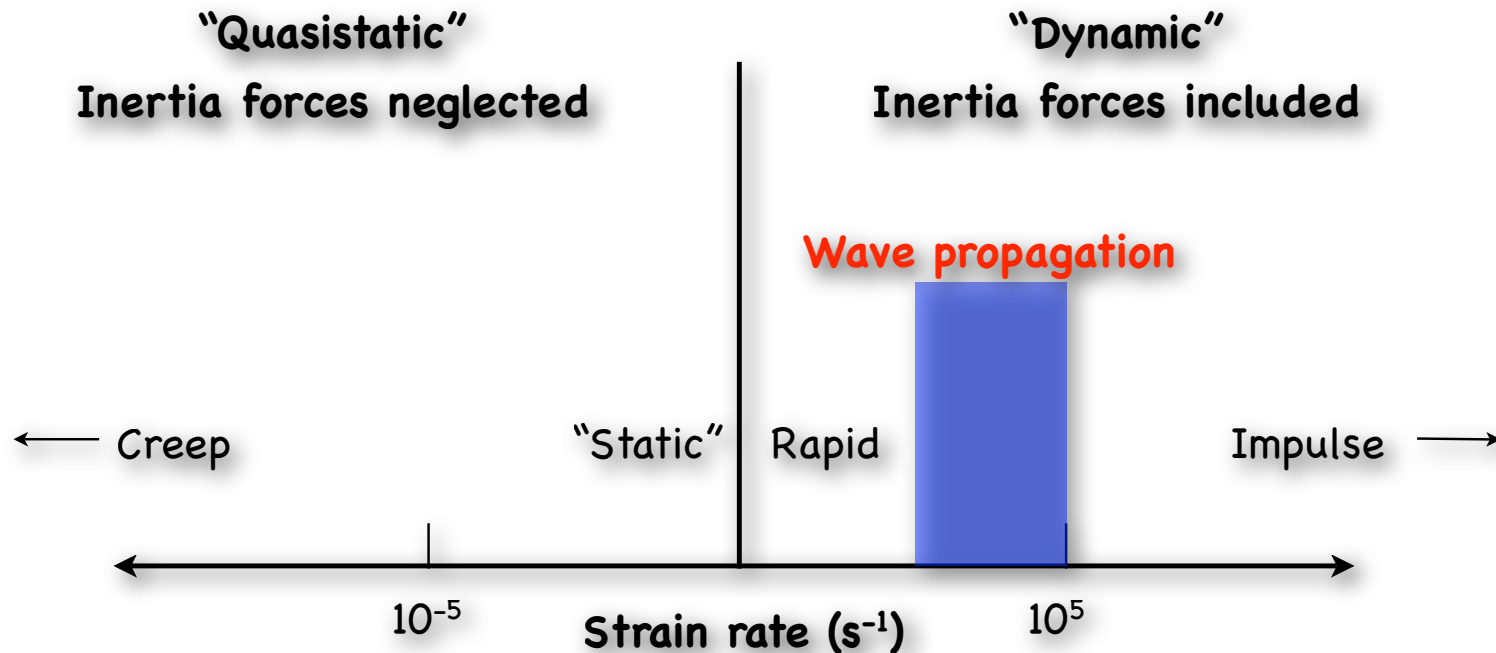 “Quasistatic”
Inertia forces neglected
“Dynamic”
Inertia forces included
Wave propagation
Creep
“Static”
Rapid
Impulse
10⁻⁵
Strain rate (s⁻¹)
10⁵